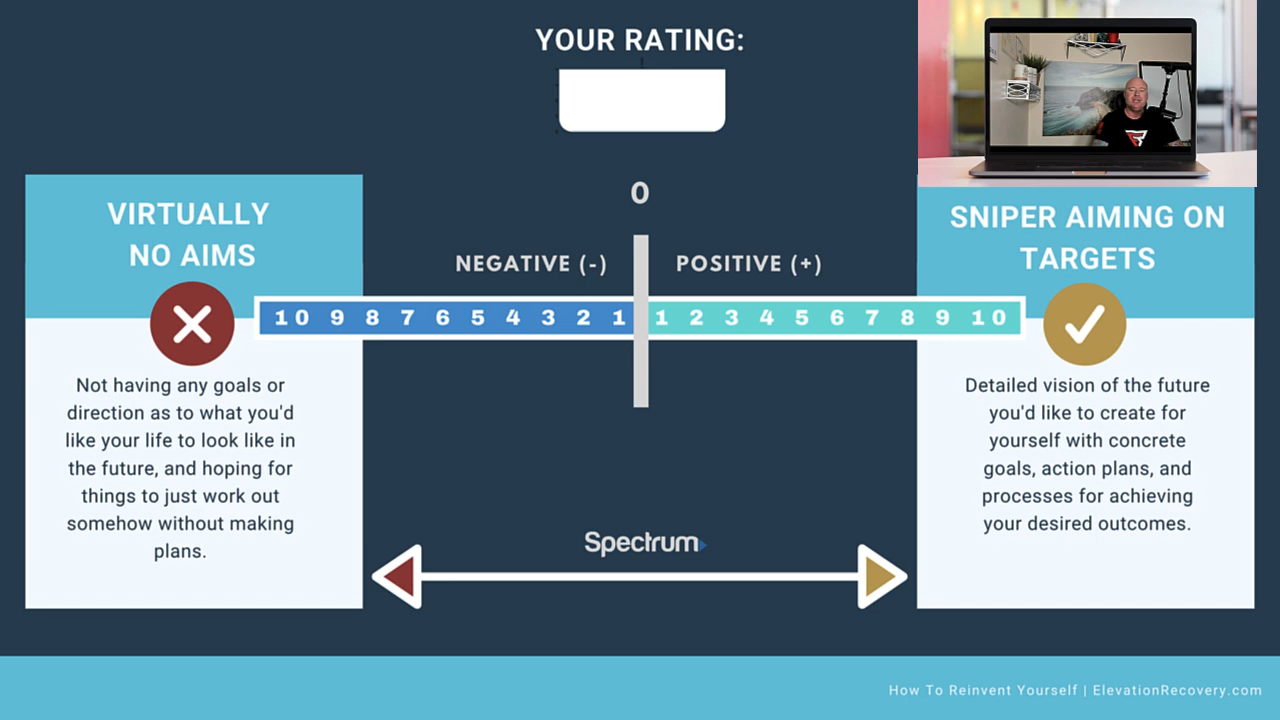 YOUR RATING:
0
VIRTUALLY
NO AIMS
NEGATIVE (-)
POSITIVE (+)
SNIPER AIMING ON
TARGETS
10 9 8 7 6 5 4 3 2 1
1 2 3 4 5 6 7 8 9 10
Not having any goals or
direction as to what you'd
like your life to look like in
the future, and hoping for
things to just work out
somehow without making
plans.
Detailed vision of the future
you'd like to create for
yourself with concrete
goals, action plans, and
processes for achieving
your desired outcomes.
Spectrum
How To Reinvent Yourself | ElevationRecovery.com